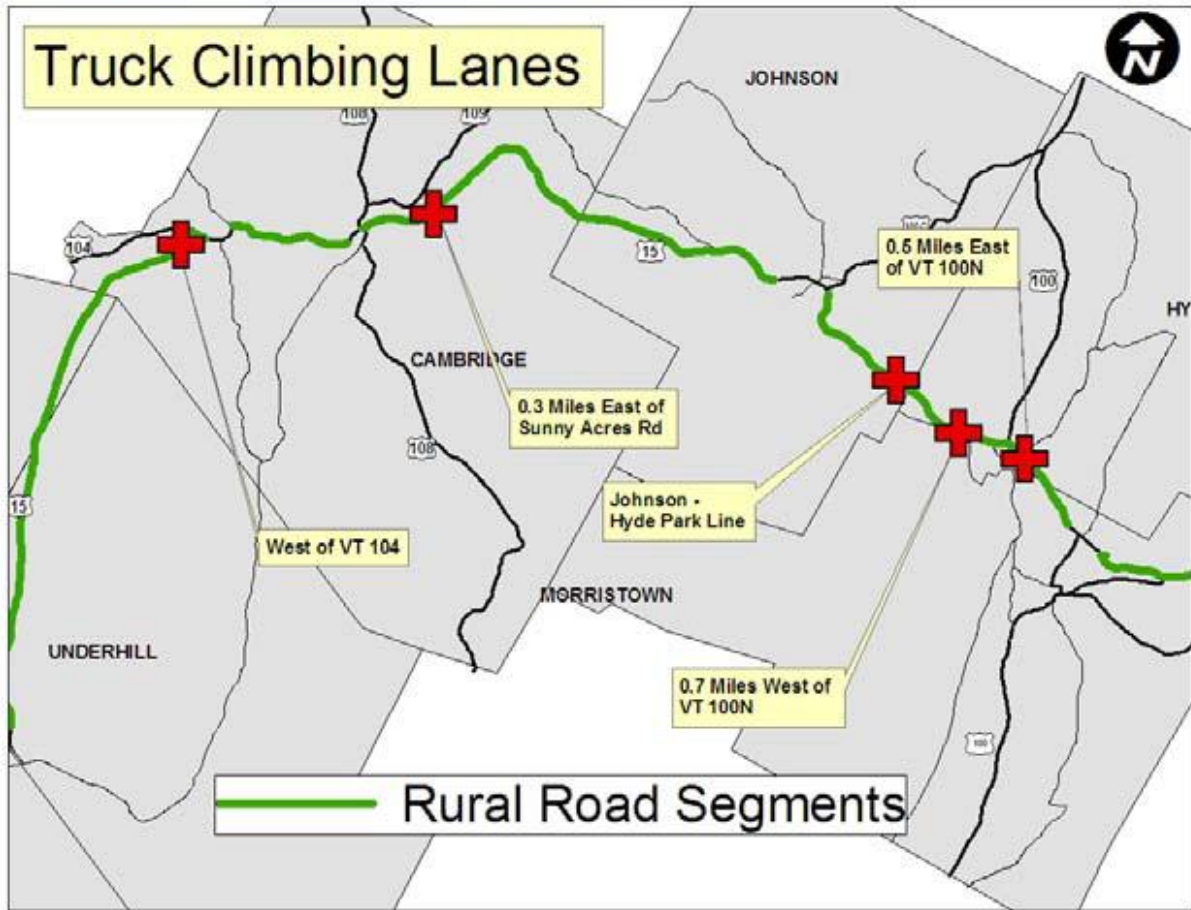 Truck Climbing Lanes
N
JOHNSON
108
109
104
15
0.5 Miles East
of VT 100N
100
HY
CAMBRIDGE
0.3 Miles East of
Sunny Acres Rd
108
15
Johnson -
Hyde Park Line
West of VT 104
MORRISTOWN
UNDERHILL
0.7 Miles West of
VT 100N
100
Rural Road Segments